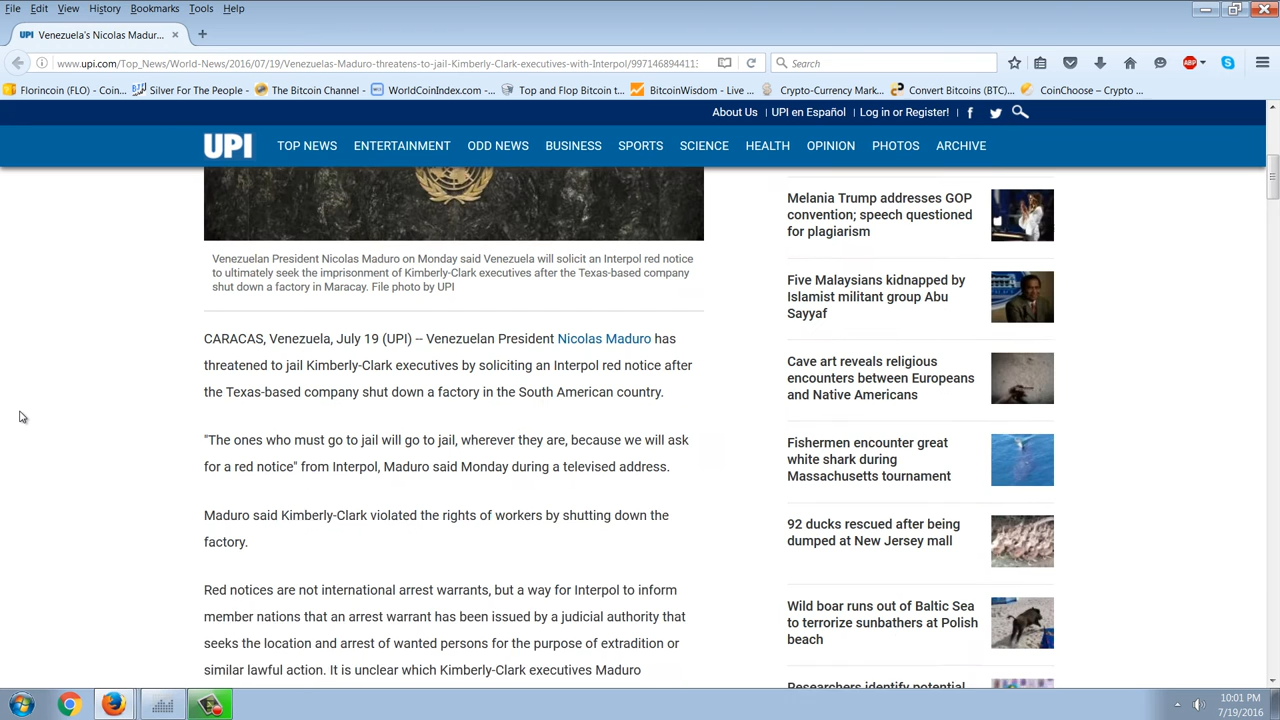 File Edit View History Bookmarks Tools Help
UPI Venezuela's Nicolas Madur...
www.upi.com/Top_News/World-News/2016/07/19/Venezuelas-Maduro-threatens-to-jail-Kimberly-Clark-executives-with-Interpol/997146894411
Search
ABP
Florincoin (FLO) - Coin... Silver For The People - The Bitcoin Channel - WorldCoinIndex.com -... Top and Flop Bitcoin t... BitcoinWisdom - Live ... Crypto-Currency Mark... Convert Bitcoins (BTC)... CoinChoose – Crypto ...
About Us | UPI en Español | Log in or Register! |
UPI TOP NEWS ENTERTAINMENT ODD NEWS BUSINESS SPORTS SCIENCE HEALTH OPINION PHOTOS ARCHIVE
Venezuelan President Nicolas Maduro on Monday said Venezuela will solicit an Interpol red notice
to ultimately seek the imprisonment of Kimberly-Clark executives after the Texas-based company
shut down a factory in Maracay. File photo by UPI
CARACAS, Venezuela, July 19 (UPI) -- Venezuelan President Nicolas Maduro has
threatened to jail Kimberly-Clark executives by soliciting an Interpol red notice after
the Texas-based company shut down a factory in the South American country.
"The ones who must go to jail will go to jail, wherever they are, because we will ask
for a red notice" from Interpol, Maduro said Monday during a televised address.
Maduro said Kimberly-Clark violated the rights of workers by shutting down the
factory.
Red notices are not international arrest warrants, but a way for Interpol to inform
member nations that an arrest warrant has been issued by a judicial authority that
seeks the location and arrest of wanted persons for the purpose of extradition or
similar lawful action. It is unclear which Kimberly-Clark executives Maduro
Melania Trump addresses GOP
convention; speech questioned
for plagiarism
Five Malaysians kidnapped by
Islamist militant group Abu
Sayyaf
Cave art reveals religious
encounters between Europeans
and Native Americans
Fishermen encounter great
white shark during
Massachusetts tournament
92 ducks rescued after being
dumped at New Jersey mall
Wild boar runs out of Baltic Sea
to terrorize sunbathers at Polish
beach
Researchers identify potential
10:01 PM
7/19/2016